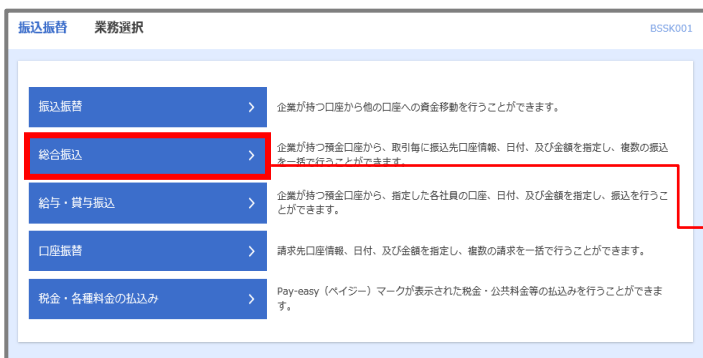 振込振替 業務選択 BSSK001
振込振替 企業が持つ口座から他の口座への資金移動を行うことができます。
総合振込 企業が持つ預金口座から、取引毎に振込先口座情報、日付、及び金額を指定し、複数の振込
を一括で行うことができます。
給与・賞与振込 企業が持つ預金口座から、指定した各社員の口座、日付、及び金額を指定し、振込を行うこ
とができます。
口座振替 請求先口座情報、日付、及び金額を指定し、複数の請求を一括で行うことができます。
税金・各種料金の払込み Pay-easy（ペイジー）マークが表示された税金・公共料金等の払込みを行うことができま
す。